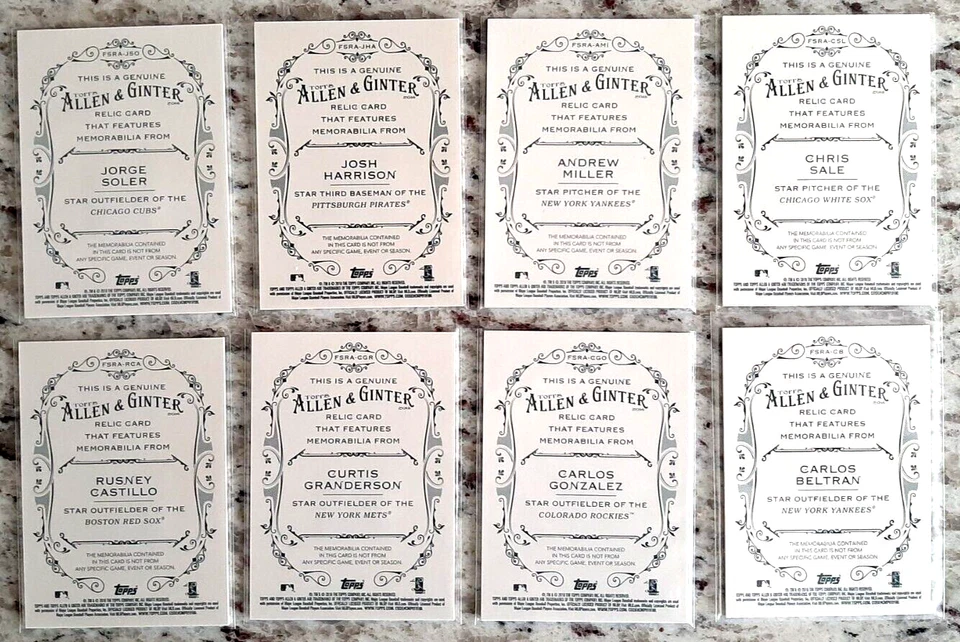 FSRA-JSO
THIS IS A GENUINE
TOPPS
ALLEN & GINTER
RELIC CARD
THAT FEATURES
MEMORABILIA FROM
JORGE
SOLER
STAR OUTFIELDER OF THE
CHICAGO CUBS®
THE MEMORABILIA CONTAINED
IN THIS CARD IS NOT FROM
ANY SPECIFIC GAME, EVENT OR SEASON.
Topps
FSRA-JHA
THIS IS A GENUINE
TOPPS
ALLEN & GINTER
RELIC CARD
THAT FEATURES
MEMORABILIA FROM
JOSH
HARRISON
STAR THIRD BASEMAN OF THE
PITTSBURGH PIRATES®
THE MEMORABILIA CONTAINED
IN THIS CARD IS NOT FROM
ANY SPECIFIC GAME, EVENT OR SEASON.
Topps
FSRA-AMI
THIS IS A GENUINE
TOPPS
ALLEN & GINTER
RELIC CARD
THAT FEATURES
MEMORABILIA FROM
ANDREW
MILLER
STAR PITCHER OF THE
NEW YORK YANKEES®
THE MEMORABILIA CONTAINED
IN THIS CARD IS NOT FROM
ANY SPECIFIC GAME, EVENT OR SEASON.
Topps
FSRA-CSL
THIS IS A GENUINE
TOPPS
ALLEN & GINTER
RELIC CARD
THAT FEATURES
MEMORABILIA FROM
CHRIS
SALE
STAR PITCHER OF THE
CHICAGO WHITE SOX®
THE MEMORABILIA CONTAINED
IN THIS CARD IS NOT FROM
ANY SPECIFIC GAME, EVENT OR SEASON.
Topps
FSRA-RCA
THIS IS A GENUINE
TOPPS
ALLEN & GINTER
RELIC CARD
THAT FEATURES
MEMORABILIA FROM
RUSNEY
CASTILLO
STAR OUTFIELDER OF THE
BOSTON RED SOX®
THE MEMORABILIA CONTAINED
IN THIS CARD IS NOT FROM
ANY SPECIFIC GAME, EVENT OR SEASON.
Topps
FSRA-CGR
THIS IS A GENUINE
TOPPS
ALLEN & GINTER
RELIC CARD
THAT FEATURES
MEMORABILIA FROM
CURTIS
GRANDERSON
STAR OUTFIELDER OF THE
NEW YORK METS®
THE MEMORABILIA CONTAINED
IN THIS CARD IS NOT FROM
ANY SPECIFIC GAME, EVENT OR SEASON.
Topps
FSRA-CGO
THIS IS A GENUINE
TOPPS
ALLEN & GINTER
RELIC CARD
THAT FEATURES
MEMORABILIA FROM
CARLOS
GONZALEZ
STAR OUTFIELDER OF THE
COLORADO ROCKIES™
THE MEMORABILIA CONTAINED
IN THIS CARD IS NOT FROM
ANY SPECIFIC GAME, EVENT OR SEASON.
Topps
FSRA-CB
THIS IS A GENUINE
TOPPS
ALLEN & GINTER
RELIC CARD
THAT FEATURES
MEMORABILIA FROM
CARLOS
BELTRAN
STAR OUTFIELDER OF THE
NEW YORK YANKEES®
THE MEMORABILIA CONTAINED
IN THIS CARD IS NOT FROM
ANY SPECIFIC GAME, EVENT OR SEASON.
Topps